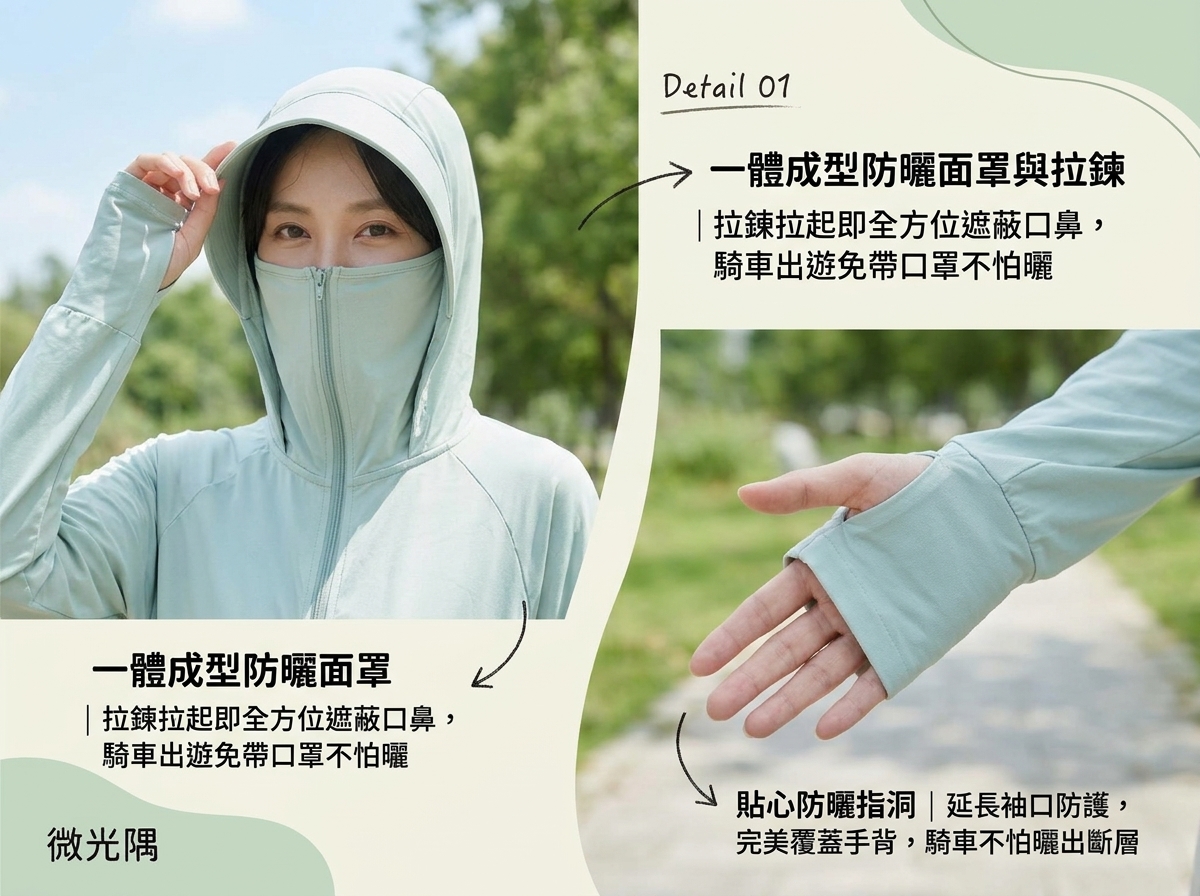 Detail 01
一體成型防曬面罩與拉鍊
｜拉鍊拉起即全方位遮蔽口鼻，
騎車出遊免帶口罩不怕曬
一體成型防曬面罩
｜拉鍊拉起即全方位遮蔽口鼻，
騎車出遊免帶口罩不怕曬
貼心防曬指洞｜延長袖口防護，
完美覆蓋手背，騎車不怕曬出斷層
微光隅